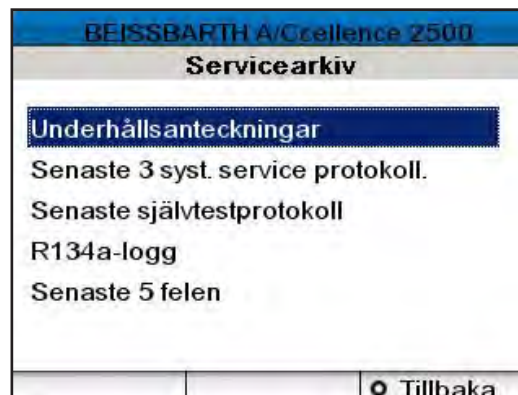 BEISSBARTH A/Ccellence 2500
Servicearkiv
Underhållsanteckningar
Senaste 3 syst. service protokoll.
Senaste självtestprotokoll
R134a-logg
Senaste 5 felen
Tillbaka